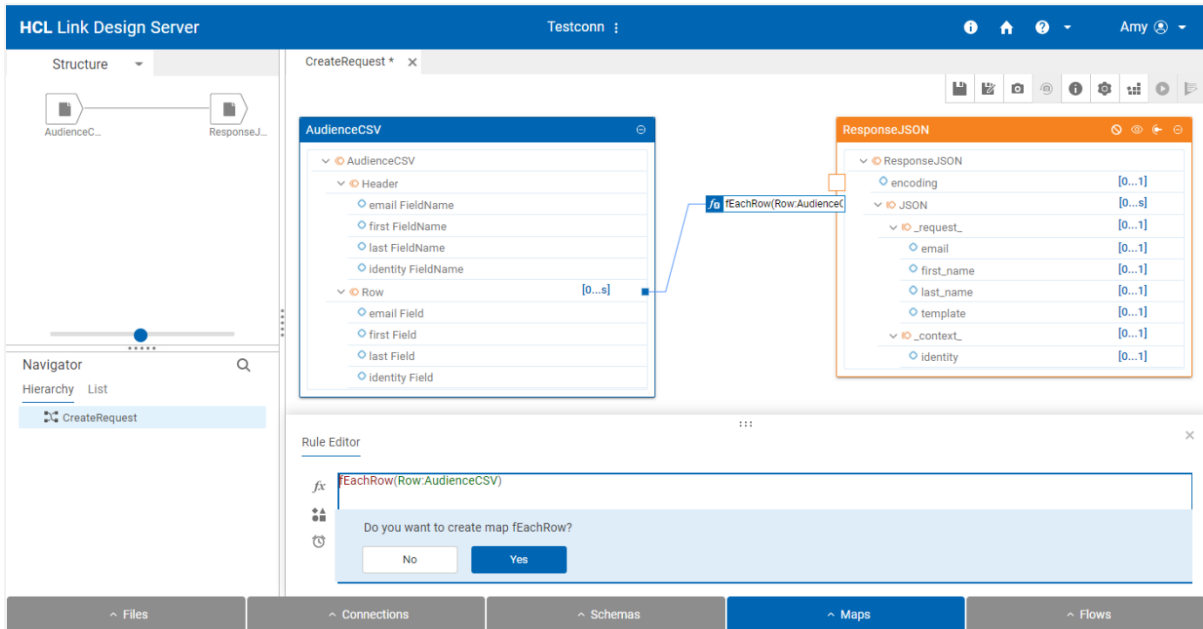 HCL Link Design Server
Testconn
Amy
Structure
CreateRequest *
AudienceC...
ResponseJ...
AudienceCSV
AudienceCSV
Header
email FieldName
first FieldName
last FieldName
identity FieldName
Row [0...s]
email Field
first Field
last Field
identity Field
fEachRow(Row:AudienceC
ResponseJSON
ResponseJSON
encoding [0...1]
JSON [0...s]
_request_ [0...1]
email [0...1]
first_name [0...1]
last_name [0...1]
template [0...1]
_context_ [0...1]
identity [0...1]
Navigator
Hierarchy List
CreateRequest
Rule Editor
fx
fEachRow(Row:AudienceCSV)
Do you want to create map fEachRow?
No Yes
Files Connections Schemas Maps Flows